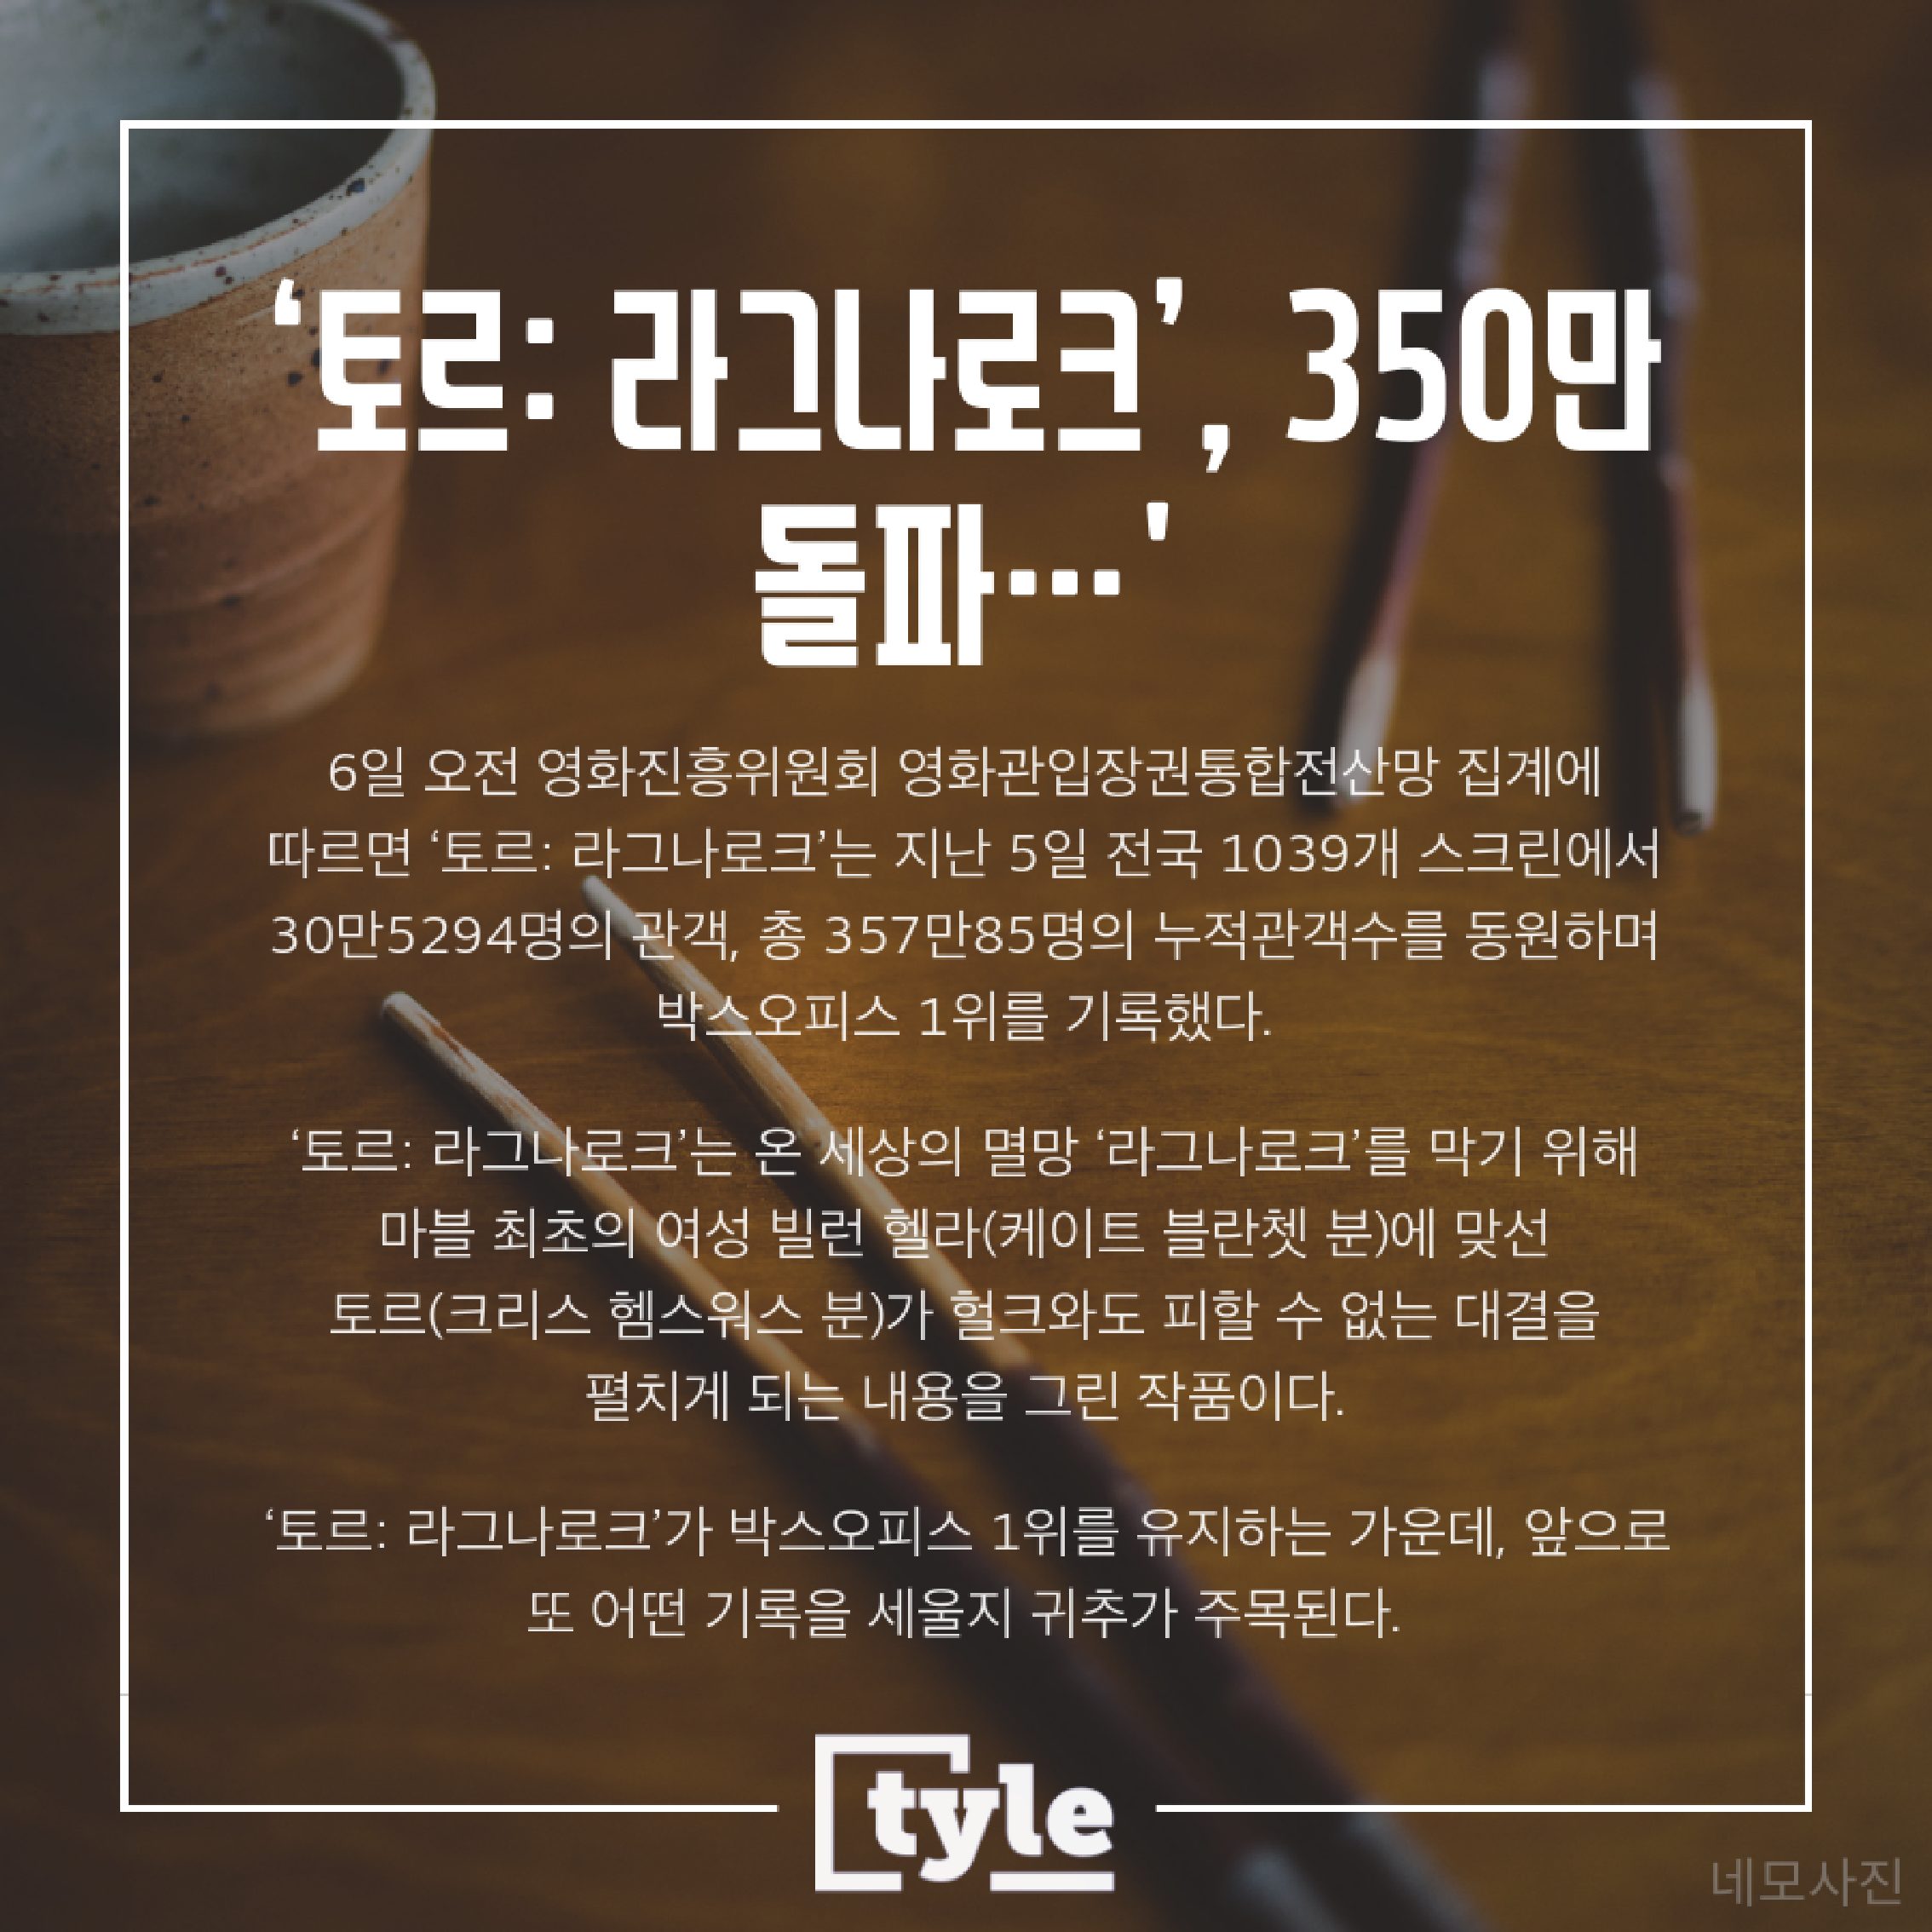 ‘토르: 라그나로크’, 350만
돌파…'
6일 오전 영화진흥위원회 영화관입장권통합전산망 집계에
따르면 ‘토르: 라그나로크’는 지난 5일 전국 1039개 스크린에서
30만5294명의 관객, 총 357만85명의 누적관객수를 동원하며
박스오피스 1위를 기록했다.
‘토르: 라그나로크’는 온 세상의 멸망 ‘라그나로크’를 막기 위해
마블 최초의 여성 빌런 헬라(케이트 블란쳇 분)에 맞선
토르(크리스 헴스워스 분)가 헐크와도 피할 수 없는 대결을
펼치게 되는 내용을 그린 작품이다.
‘토르: 라그나로크’가 박스오피스 1위를 유지하는 가운데, 앞으로
또 어떤 기록을 세울지 귀추가 주목된다.
tyle
네모사진